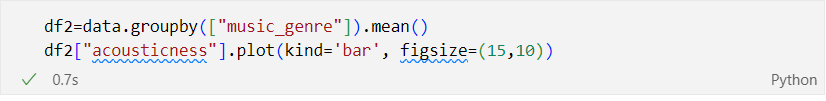 df2=data.groupby(["music_genre"]).mean()
df2["acousticness"].plot(kind='bar', figsize=(15,10))
0.7s
Python